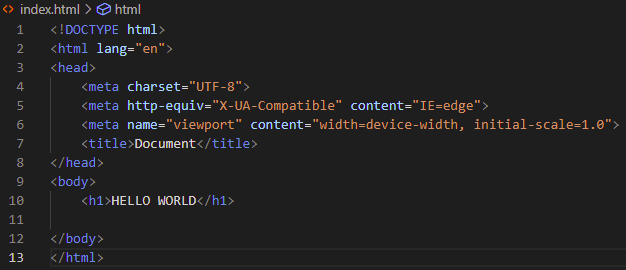 index.html > html
1 <!DOCTYPE html>
2 <html lang="en">
3 <head>
4     <meta charset="UTF-8">
5     <meta http-equiv="X-UA-Compatible" content="IE=edge">
6     <meta name="viewport" content="width=device-width, initial-scale=1.0">
7     <title>Document</title>
8 </head>
9 <body>
10     <h1>HELLO WORLD</h1>
11
12 </body>
13 </html>